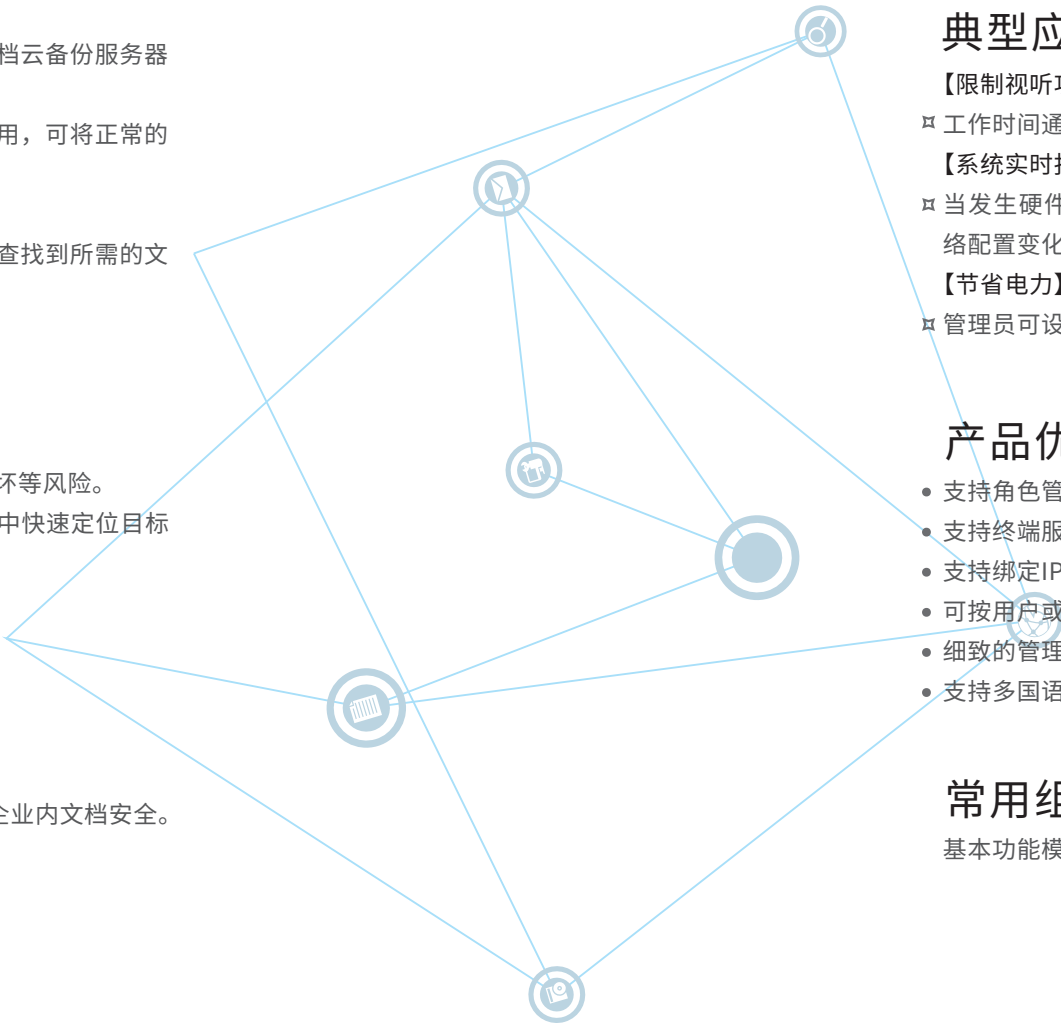 档云备份服务器
用，可将正常的
查找到所需的文
坏等风险。
中快速定位目标
企业内文档安全。
典型应
【限制视听
工作时间通
【系统实时
当发生硬件
络配置变化
【节省电力】
管理员可设
产品优
支持角色管
支持终端服
支持绑定IP
可按用户或
细致的管理
支持多国语
常用组
基本功能模